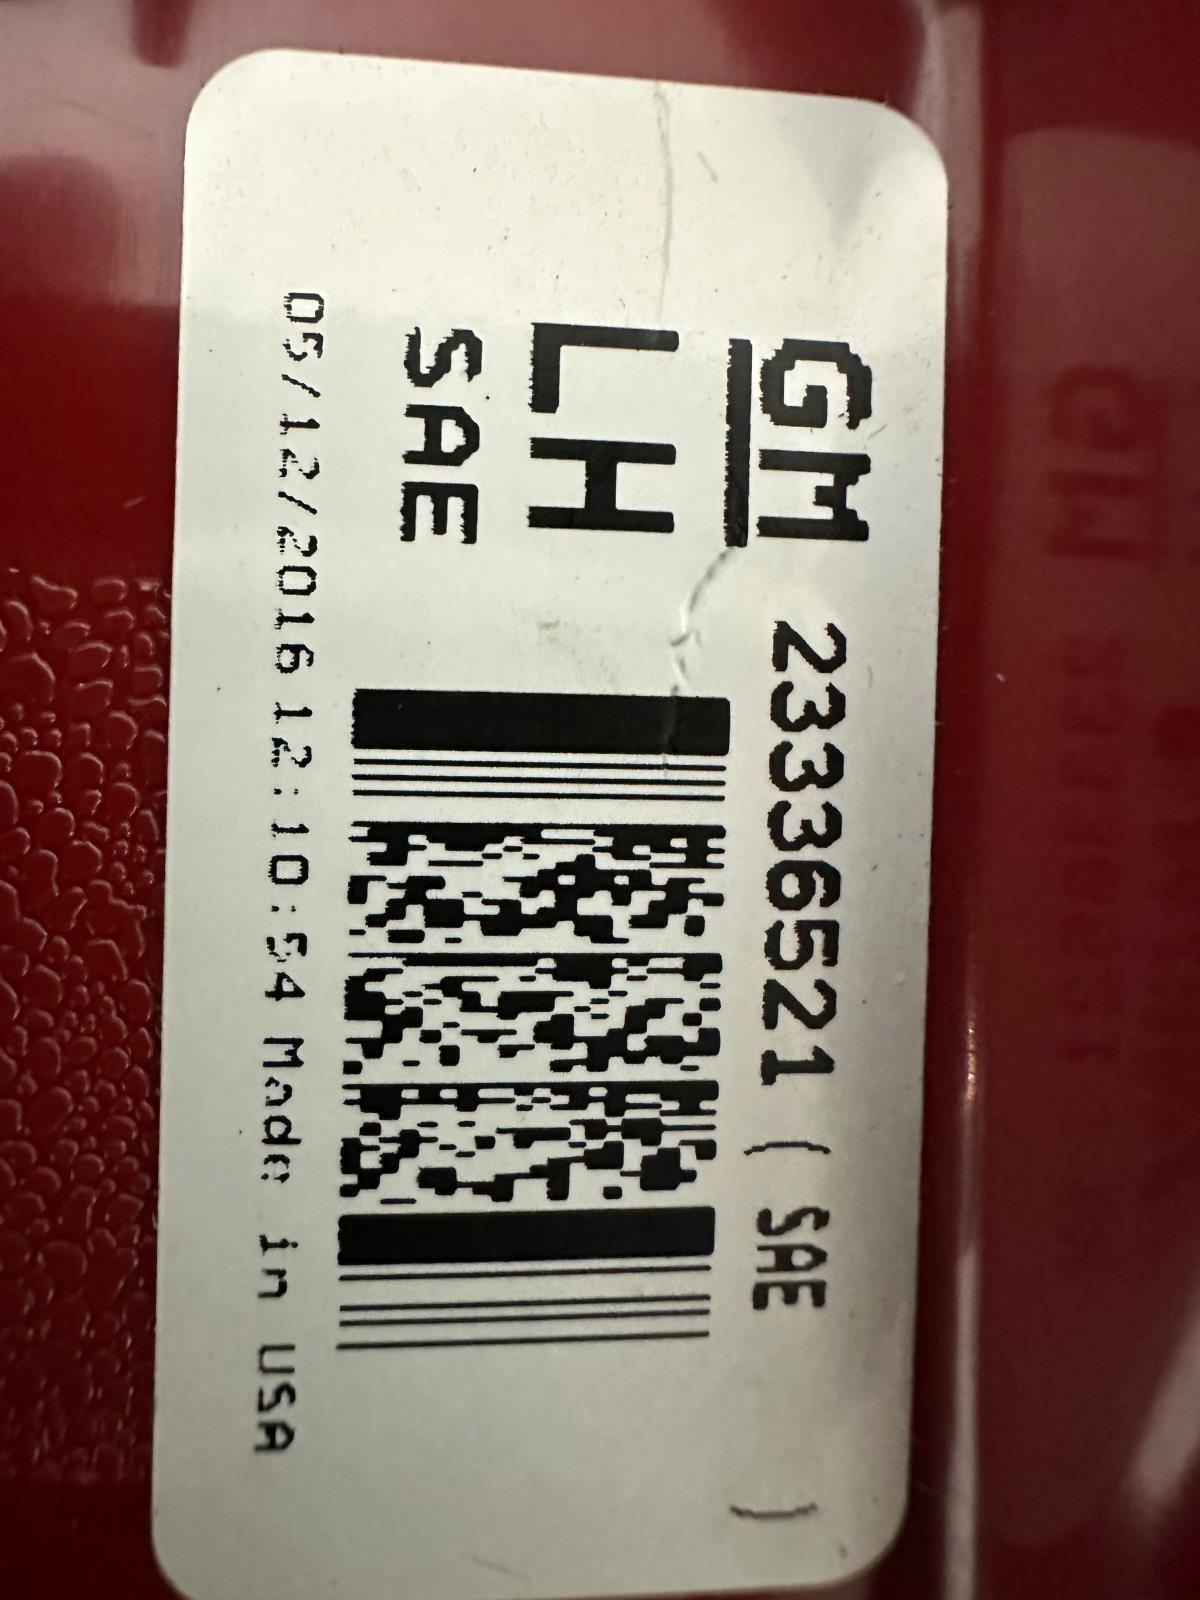 GM 23336521 ( SAE )
LH
SAE
05/12/2016 12:10:54 Made in USA